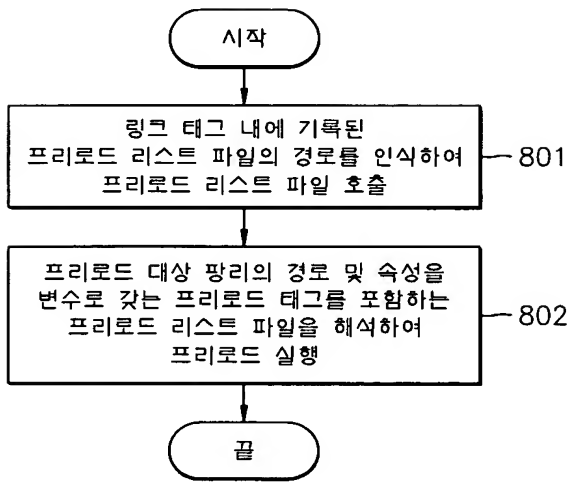 시작
링크 태그 내에 기록된
프리로드 리스트 파일의 경로를 인식하여
프리로드 리스트 파일 호출
801
프리로드 대상 팡리의 경로 및 속성을
변수로 갖는 프리로드 태그를 포함하는
프리로드 리스트 파일을 해석하여
프리로드 실행
802
끝